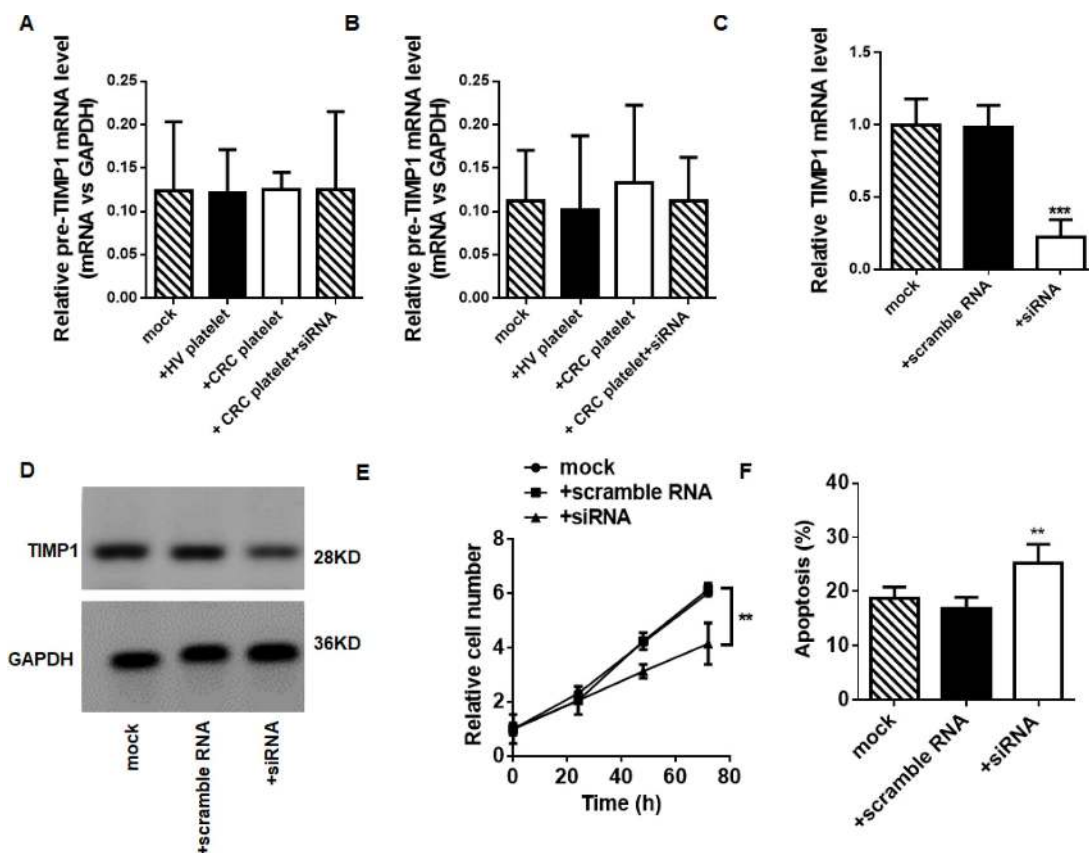 A
Relative pre-TIMP1 mRNA level
(mRNA vs GAPDH)
0.25
0.20
0.15
0.10
0.05
0.00
mock
+HV platelet
+CRC platelet
+ CRC platelet+siRNA
B
Relative pre-TIMP1 mRNA level
(mRNA vs GAPDH)
0.25
0.20
0.15
0.10
0.05
0.00
mock
+HV platelet
+CRC platelet
+ CRC platelet+siRNA
C
Relative TIMP1 mRNA level
1.5
1.0
0.5
0.0
***
mock
+scramble RNA
+siRNA
D
TIMP1
28KD
GAPDH
36KD
mock
+scramble RNA
+siRNA
E
mock
+scramble RNA
+siRNA
Relative cell number
8
6
4
2
0
**
0 20 40 60 80
Time (h)
F
Apoptosis (%)
40
30
20
10
0
**
mock
+scramble RNA
+siRNA